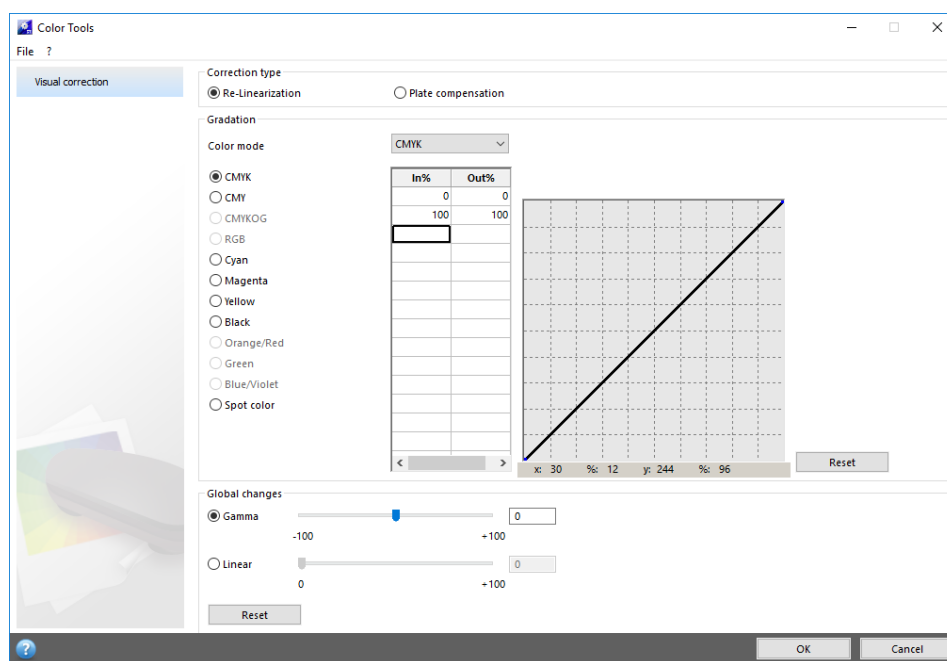 Color Tools
File ?
Visual correction
Correction type
Re-Linearization Plate compensation
Gradation
Color mode CMYK
CMYK
CMY
CMYKOG
RGB
Cyan
Magenta
Yellow
Black
Orange/Red
Green
Blue/Violet
Spot color
In% Out%
0 0
100 100
x: 30 %: 12 y: 244 %: 96
Reset
Global changes
Gamma 0
-100 +100
Linear 0
0 +100
Reset
? OK Cancel